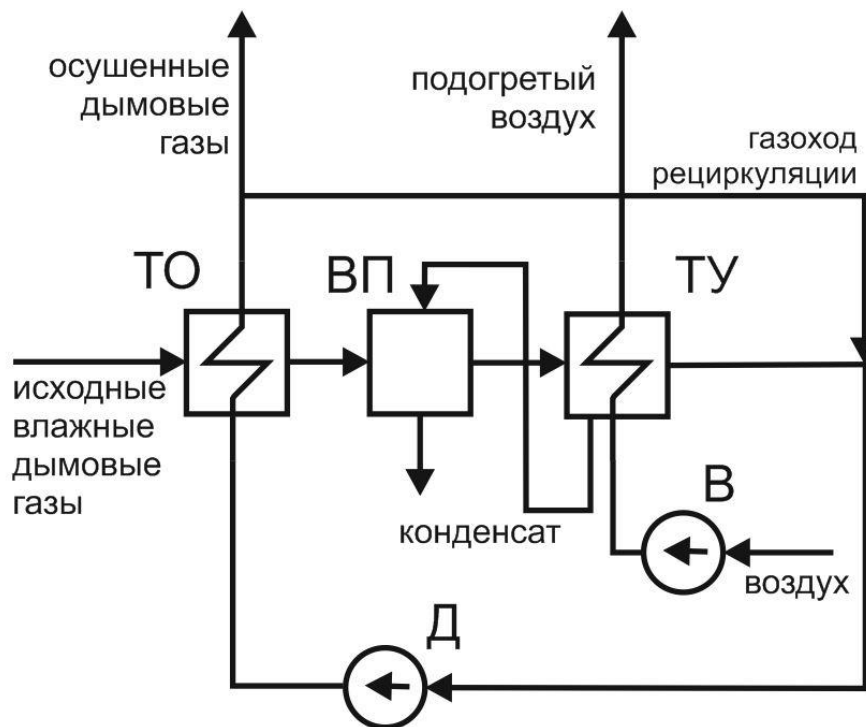 осушенные
дымовые
газы
подогретый
воздух
газоход
рециркуляции
ТО
ВП
ТУ
исходные
влажные
дымовые
газы
конденсат
В
воздух
Д